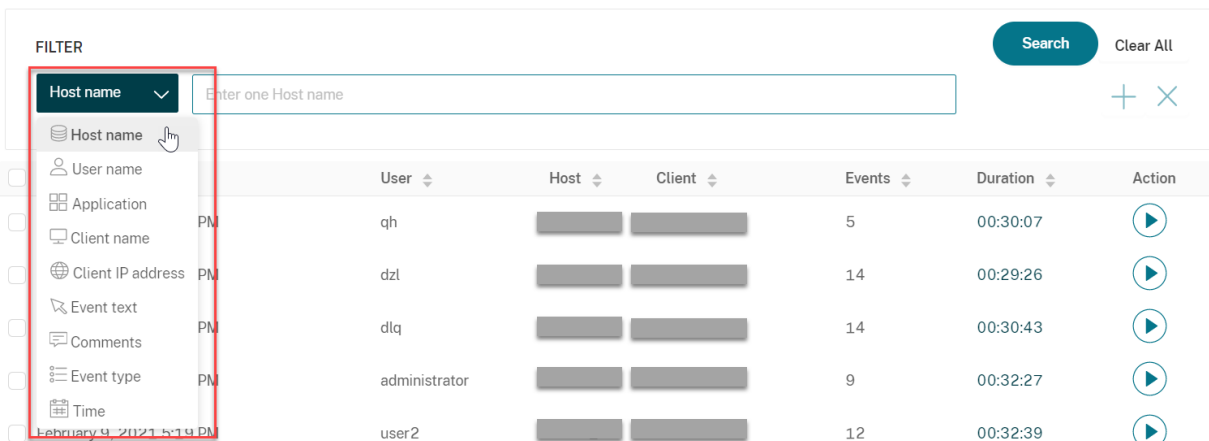 FILTER
Search
Clear All
Host name
Enter one Host name
Host name
User name
Application
Client name
Client IP address
Event text
Comments
Event type
Time
User Host Client Events Duration Action
PM qh 5 00:30:07
PM dzl 14 00:29:26
PM dlq 14 00:30:43
PM administrator 9 00:32:27
February 9, 2021 5:19 PM user2 12 00:32:39